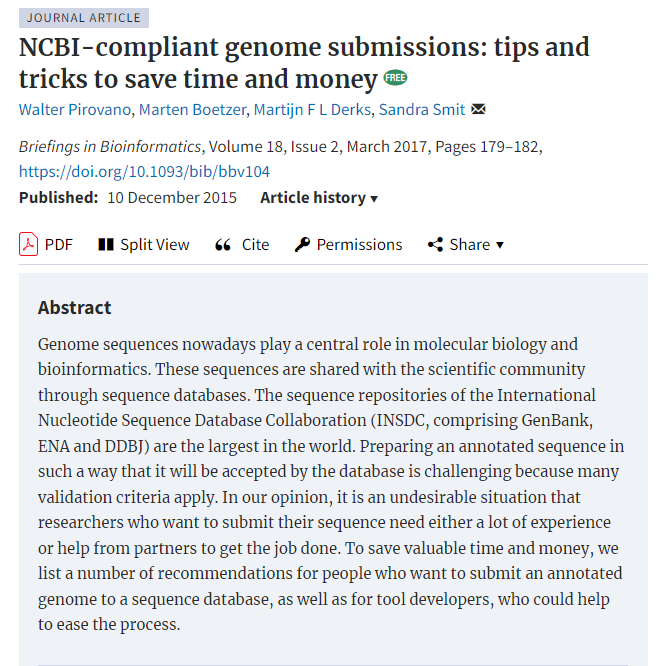 JOURNAL ARTICLE
NCBI-compliant genome submissions: tips and
tricks to save time and money FREE
Walter Pirovano, Marten Boetzer, Martijn F L Derks, Sandra Smit
Briefings in Bioinformatics, Volume 18, Issue 2, March 2017, Pages 179–182,
https://doi.org/10.1093/bib/bbv104
Published: 10 December 2015 Article history
PDF Split View Cite Permissions Share
Abstract
Genome sequences nowadays play a central role in molecular biology and
bioinformatics. These sequences are shared with the scientific community
through sequence databases. The sequence repositories of the International
Nucleotide Sequence Database Collaboration (INSDC, comprising GenBank,
ENA and DDBJ) are the largest in the world. Preparing an annotated sequence in
such a way that it will be accepted by the database is challenging because many
validation criteria apply. In our opinion, it is an undesirable situation that
researchers who want to submit their sequence need either a lot of experience
or help from partners to get the job done. To save valuable time and money, we
list a number of recommendations for people who want to submit an annotated
genome to a sequence database, as well as for tool developers, who could help
to ease the process.